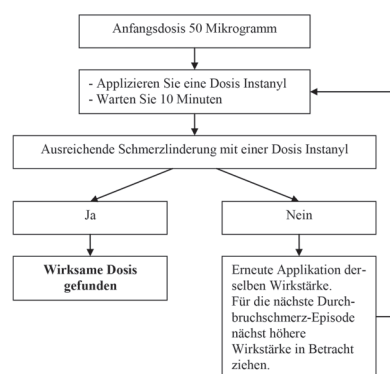 Anfangsdosis 50 Mikrogramm
- Applizieren Sie eine Dosis Instanyl
- Warten Sie 10 Minuten
Ausreichende Schmerzlinderung mit einer Dosis Instanyl
Ja
Nein
Wirksame Dosis
gefunden
Erneute Applikation der-
selben Wirkstärke.
Für die nächste Durch-
bruchschmerz-Episode
nächst höhere
Wirkstärke in Betracht
ziehen.